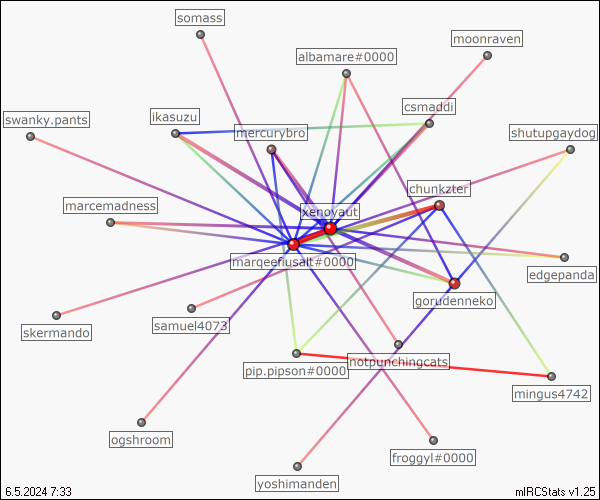 somass
moonraven
albamare#0000
csmaddi
swanky.pants
ikasuzu
mercurybro
shutupgaydog
chunkzter
marcemadness
xenovaut
marqeefiusalt#0000
edgepanda
gorudenneko
skermando
samuel4073
notpunchingcats
pip.pipson#0000
mingus4742
ogshroom
froggyl#0000
yoshimanden
6.5.2024 7:33
mIRCStats v1.25